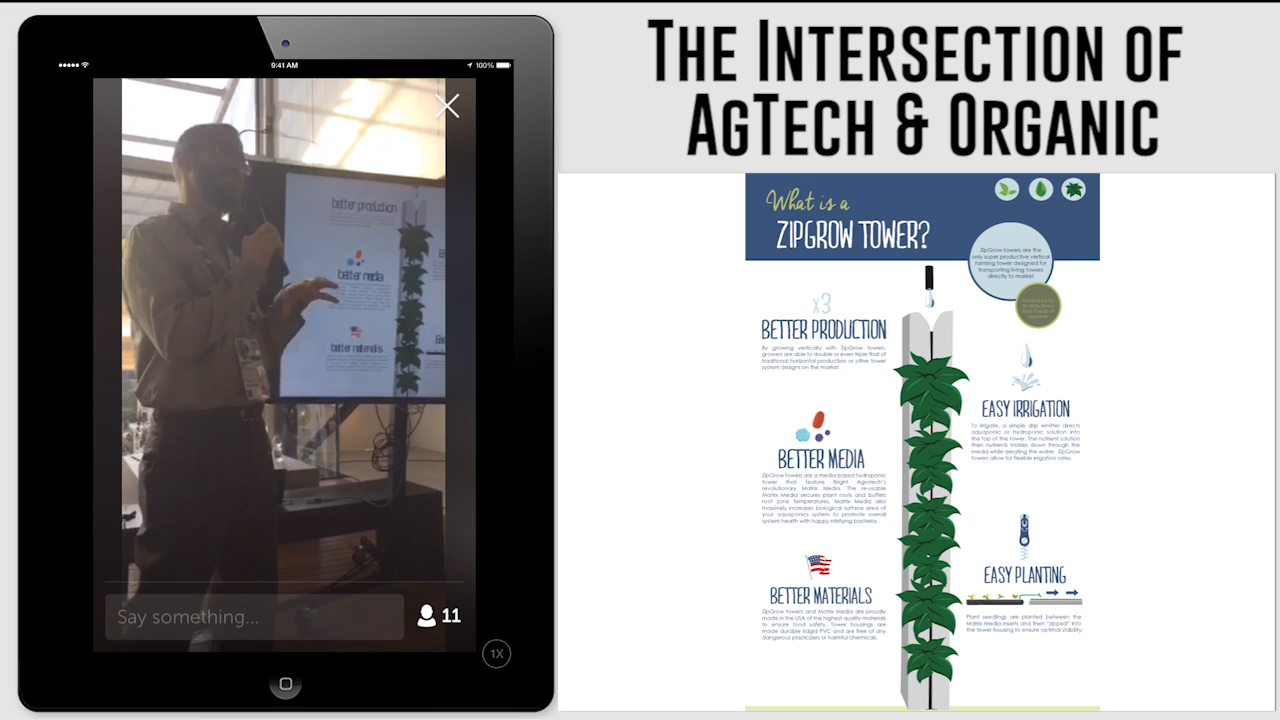 THE INTERSECTION OF
AGTECH & ORGANIC
9:41 AM
100%
better production
better media
better materials
Say something...
11
1X
What is a
ZIPGROW TOWER?
ZipGrow towers are the
only super productive vertical
farming tower designed for
transporting living towers
directly to market
x3
BETTER PRODUCTION
By growing vertically with ZipGrow towers,
growers are able to double or even triple that of
traditional horizontal production or other tower
system designs on the market.
BETTER MEDIA
ZipGrow towers are a media-based hydroponic
tower that feature Bright Agrotech's
revolutionary Matrix Media. The re-usable
Matrix Media secures plant roots and buffers
root zone temperatures. Matrix Media also
massively increases biological surface area of
your aquaponics system to promote overall
system health with happy nitrifying bacteria.
BETTER MATERIALS
ZipGrow towers and Matrix Media are proudly
made in the USA of the highest quality materials
to ensure food safety. Tower housings are
made durable ridgid PVC and are free of any
dangerous plasticizers or harmful chemicals.
EASY IRRIGATION
To irrigate, a simple drip emitter directs
aquaponic or hydroponic solution into
the top of the tower. The nutrient solution
then nutrients trickles down through the
media while aerating the water. ZipGrow
towers allow for flexible irrigation rates.
EASY PLANTING
Plant seedlings are planted between the
Matrix Media inserts and then "zipped" into
the tower housing to ensure optimal stability.